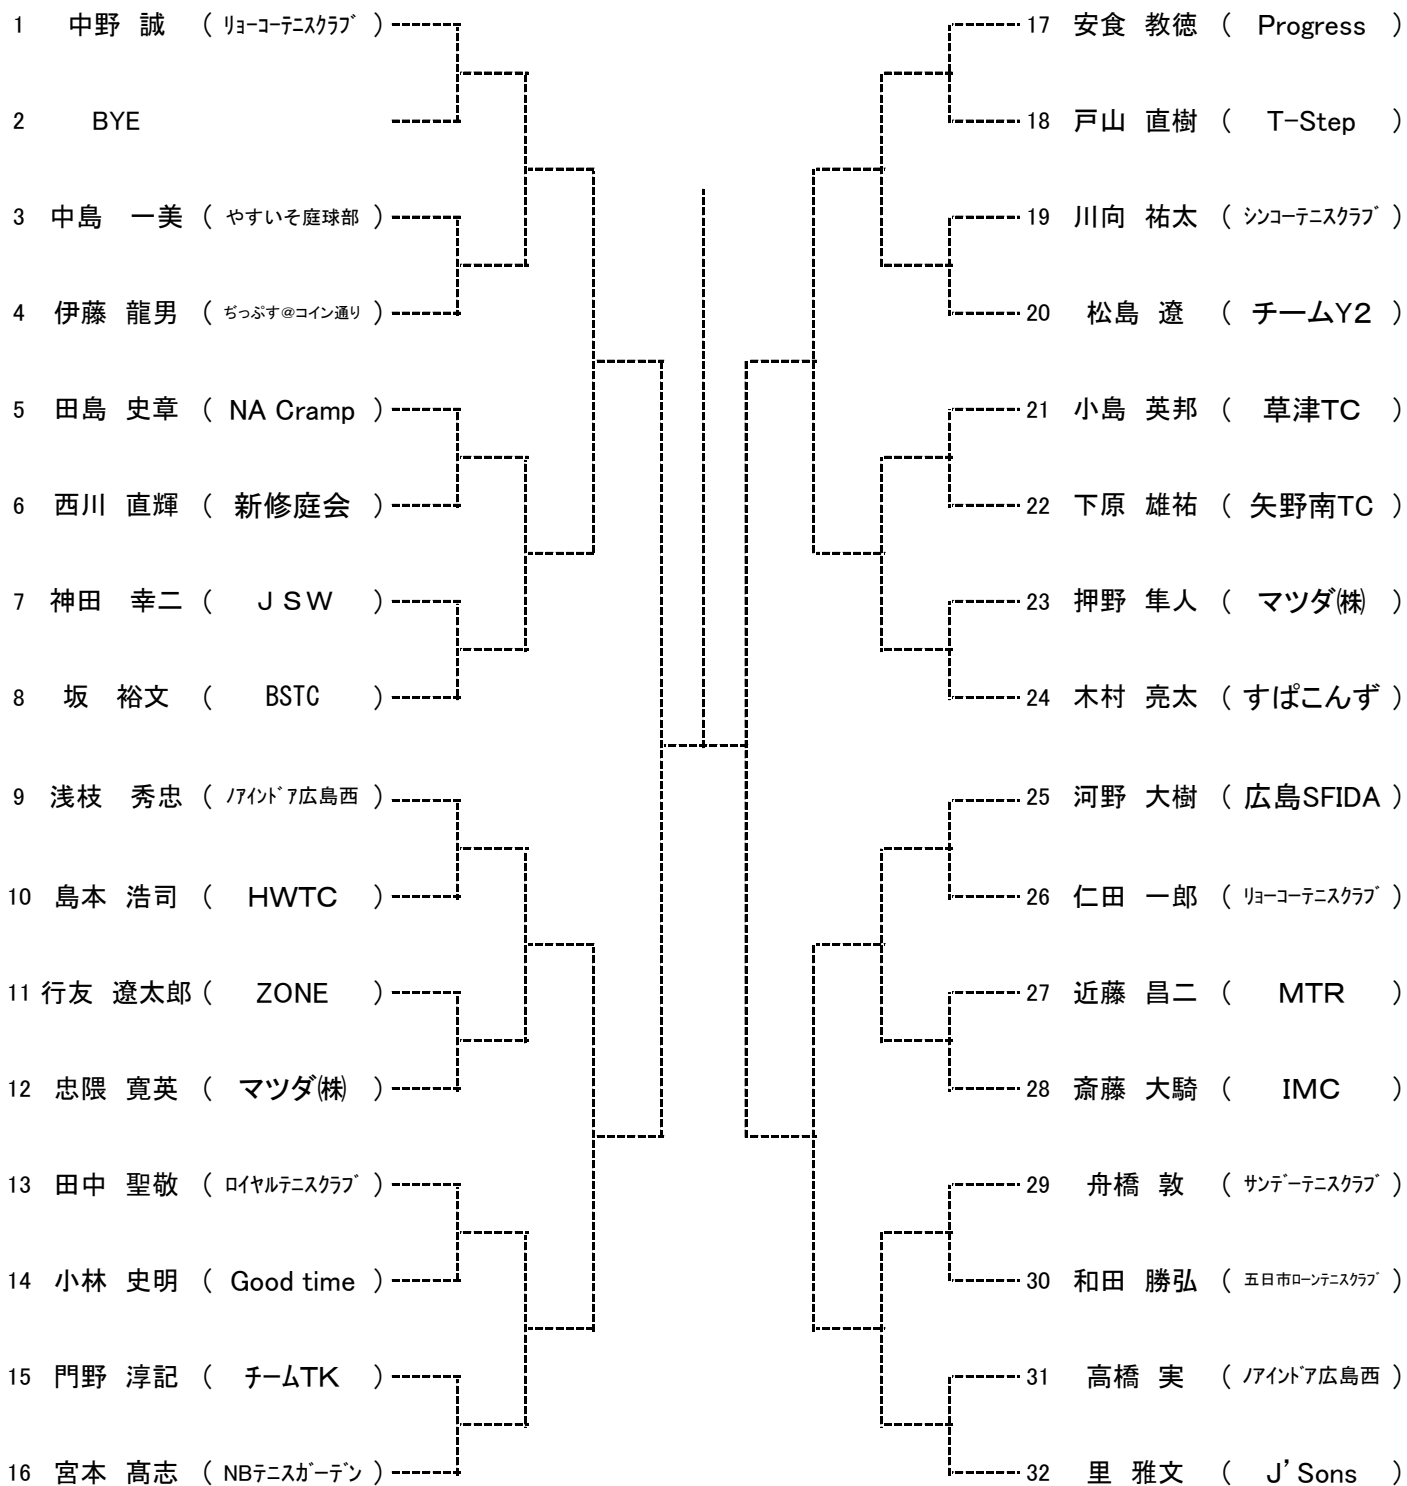 1 中野 誠 ( ﾘｮｰｺｰﾃﾆｽｸﾗﾌﾞ )
2 BYE
3 中島 一美 ( やすいそ庭球部 )
4 伊藤 龍男 ( ぢっぷす@コイン通り )
5 田島 史章 ( NA Cramp )
6 西川 直輝 ( 新修庭会 )
7 神田 幸二 ( ＪＳＷ )
8 坂 裕文 ( BSTC )
9 浅枝 秀忠 ( ﾉｱｲﾝﾄﾞｱ広島西 )
10 島本 浩司 ( HWTC )
11 行友 遼太郎 ( ZONE )
12 忠隈 寛英 ( マツダ㈱ )
13 田中 聖敬 ( ﾛｲﾔﾙﾃﾆｽｸﾗﾌﾞ )
14 小林 史明 ( Good time )
15 門野 淳記 ( ﾁｰﾑTK )
16 宮本 髙志 ( NBﾃﾆｽｶﾞｰﾃﾞﾝ )
17 安食 教徳 ( Progress )
18 戸山 直樹 ( T-Step )
19 川向 祐太 ( ｼﾝｺｰﾃﾆｽｸﾗﾌﾞ )
20 松島 遼 ( チームY2 )
21 小島 英邦 ( 草津TC )
22 下原 雄祐 ( 矢野南TC )
23 押野 隼人 ( マツダ㈱ )
24 木村 亮太 ( すぱこんず )
25 河野 大樹 ( 広島SFIDA )
26 仁田 一郎 ( ﾘｮｰｺｰﾃﾆｽｸﾗﾌﾞ )
27 近藤 昌二 ( MTR )
28 斎藤 大騎 ( IMC )
29 舟橋 敦 ( ｻﾝﾃﾞｰﾃﾆｽｸﾗﾌﾞ )
30 和田 勝弘 ( 五日市ﾛｰﾝﾃﾆｽｸﾗﾌﾞ )
31 高橋 実 ( ﾉｱｲﾝﾄﾞｱ広島西 )
32 里 雅文 ( J’Sons )